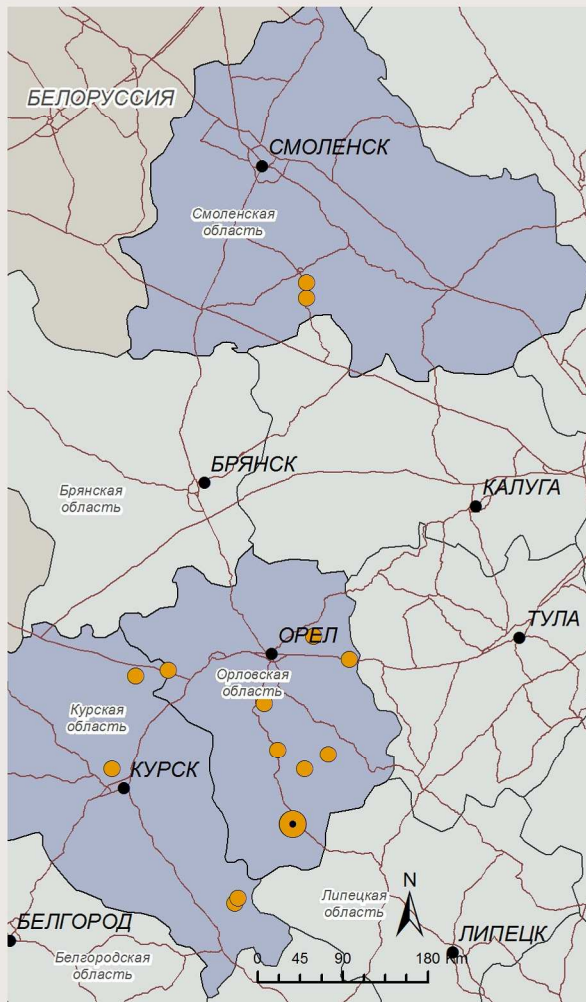 БЕЛОРУССИЯ
СМОЛЕНСК
Смоленская
область
БРЯНСК
Брянская
область
КАЛУГА
ТУЛА
ОРЕЛ
Орловская
область
Курская
область
КУРСК
Липецкая
область
N
БЕЛГОРОД
Белгородская
область
ЛИПЕЦК
0 45 90 180 Km